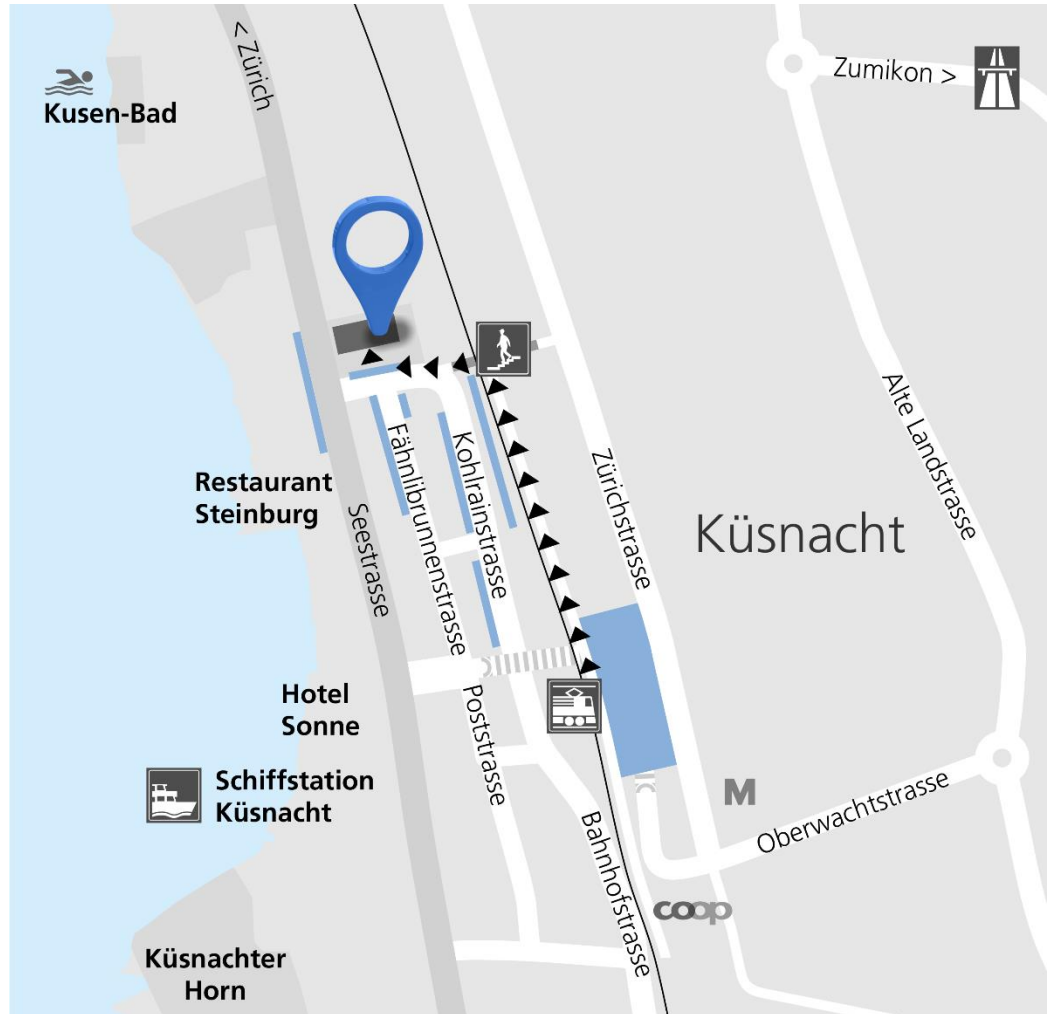 < Zürich
Zumikon >
Kusen-Bad
Alte Landstrasse
Restaurant
Steinburg
Seestrasse
Fähnlibrunnenstrasse
Kohlrainstrasse
Zürichstrasse
Küsnacht
Hotel
Sonne
Poststrasse
Schiffstation
Küsnacht
M
Oberwachtstrasse
Bahnhofstrasse
coop
Küsnachter
Horn